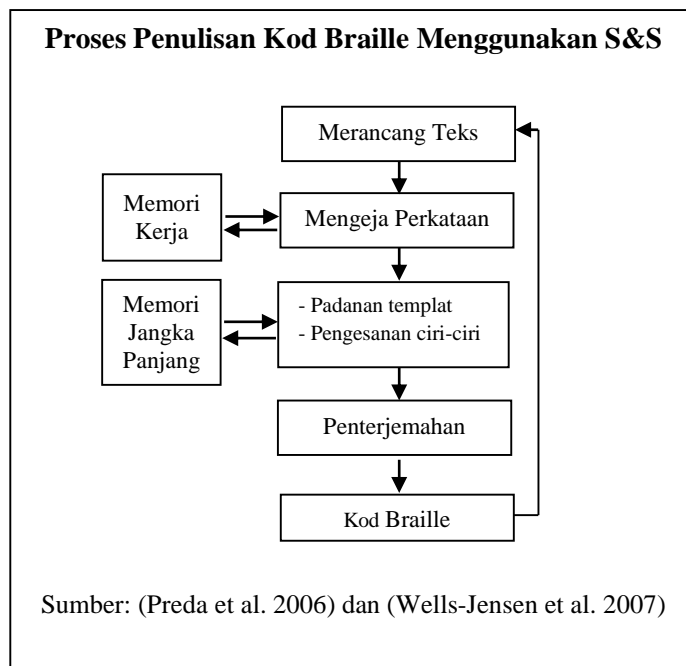 Proses Penulisan Kod Braille Menggunakan S&S
Merancang Teks
Memori
Kerja
Mengeja Perkataan
Memori
Jangka
Panjang
- Padanan templat
- Pengesanan ciri-ciri
Penterjemahan
Kod Braille
Sumber: (Preda et al. 2006) dan (Wells-Jensen et al. 2007)